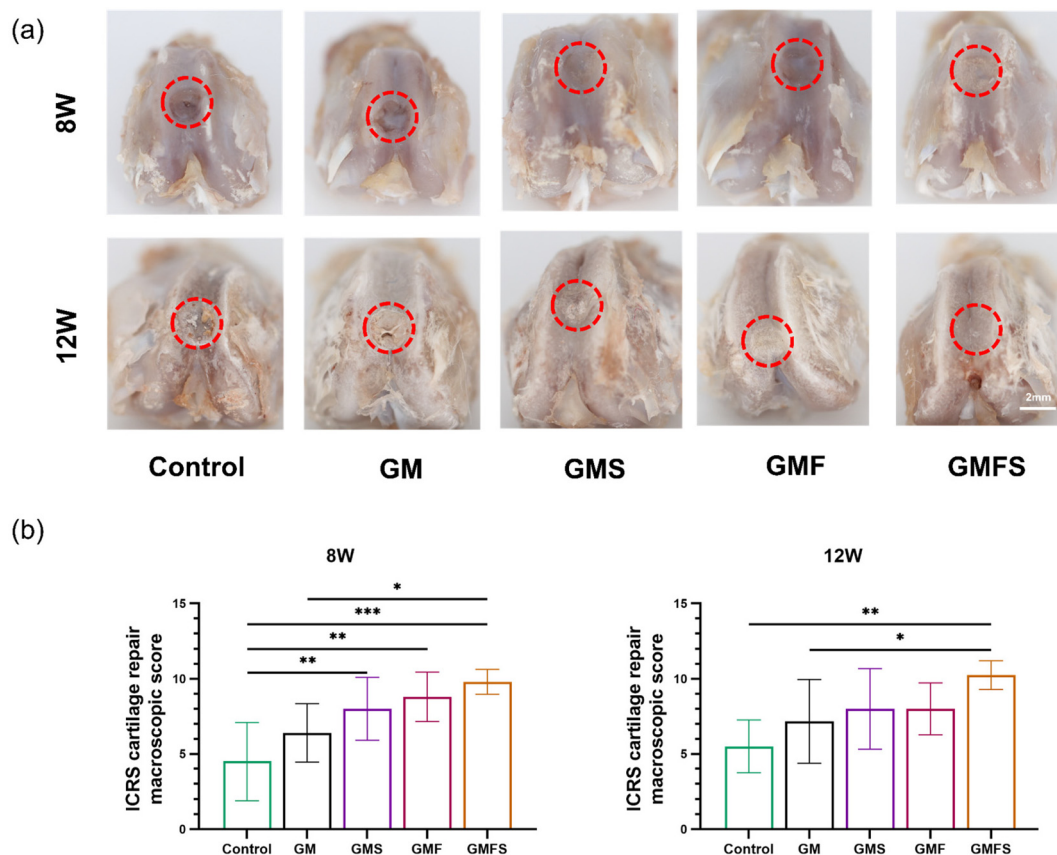 (a)
8W
12W
2mm
Control GM GMS GMF GMFS
(b)
8W
ICRS cartilage repair
macroscopic score
15
10
5
0
*
***
**
**
Control GM GMS GMF GMFS
12W
ICRS cartilage repair
macroscopic score
15
10
5
0
**
*
Control GM GMS GMF GMFS